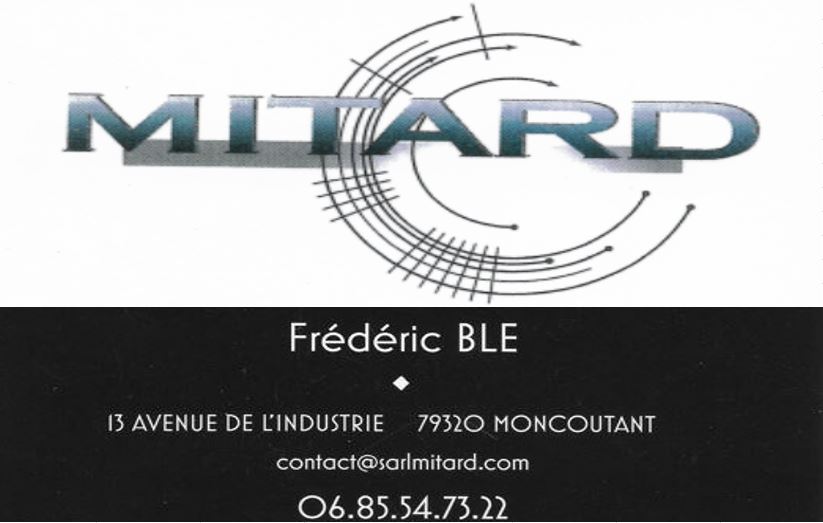 MITARD
Frédéric BLE
13 AVENUE DE L'INDUSTRIE 79320 MONCOUTANT
contact@sarlmitard.com
06.85.54.73.22